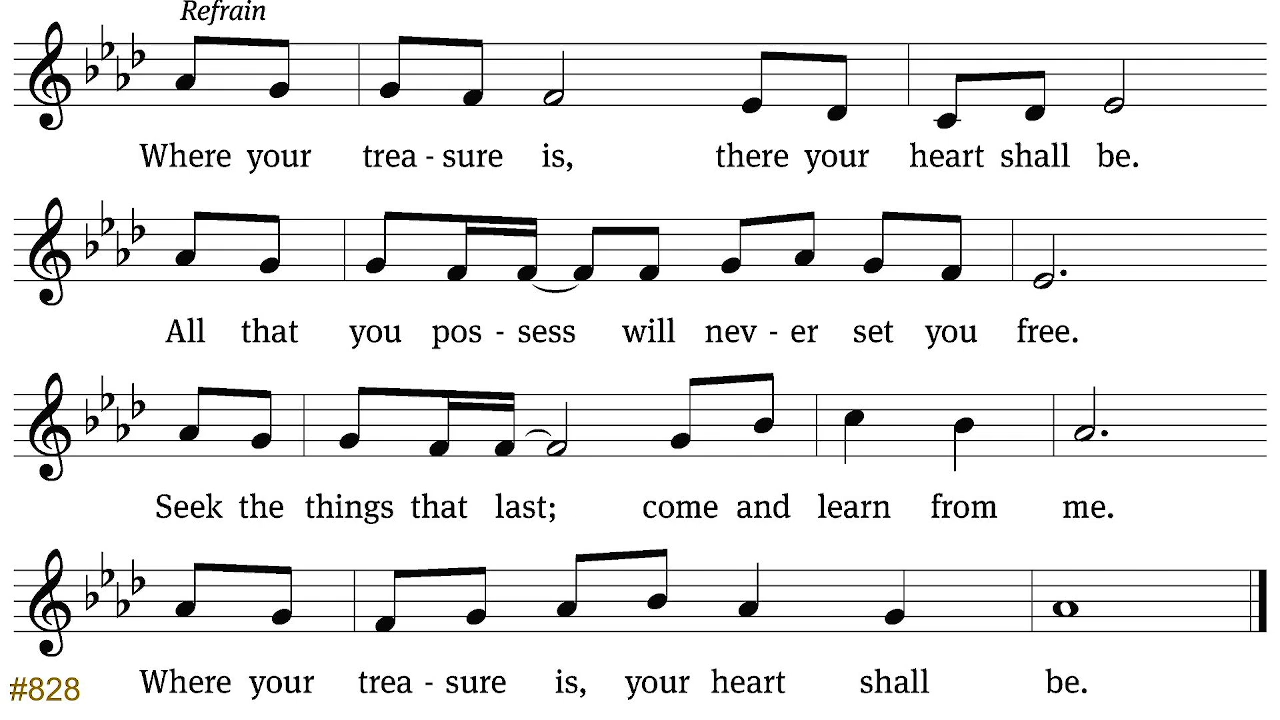 Refrain
Where your trea - sure is, there your heart shall be.
All that you pos - sess will nev - er set you free.
Seek the things that last; come and learn from me.
#828 Where your trea - sure is, your heart shall be.